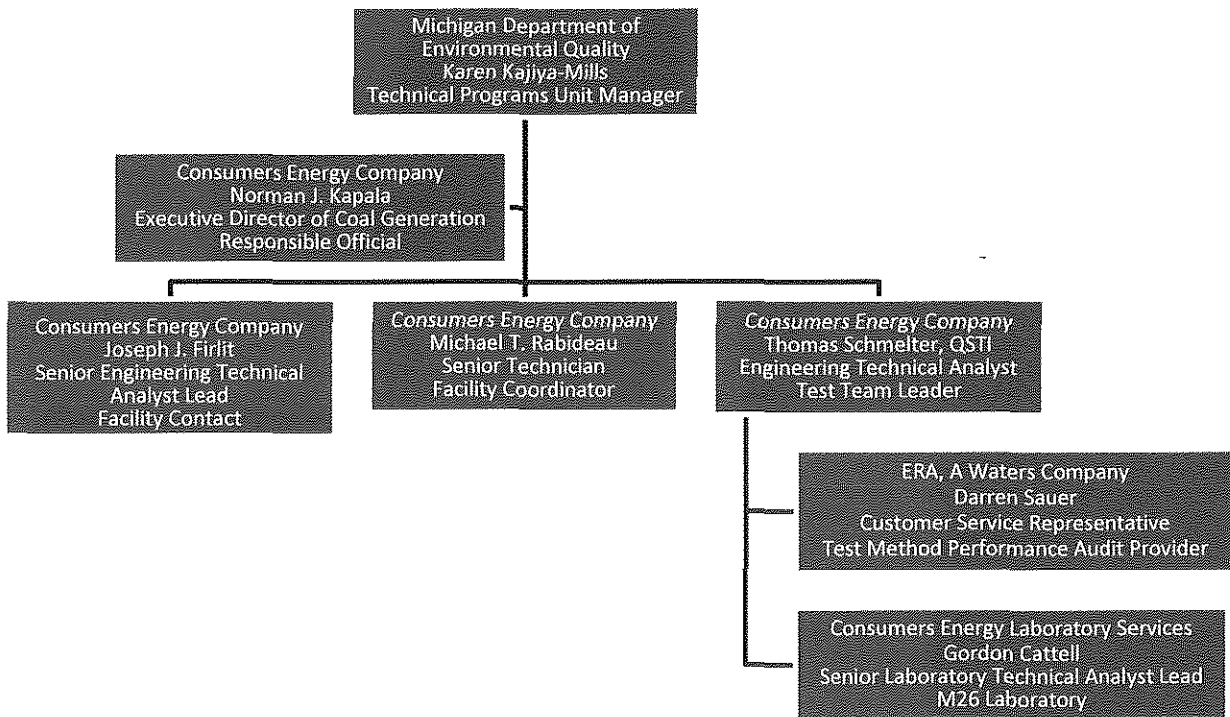 Michigan Department of
Environmental Quality
Karen Kajiya-Mills
Technical Programs Unit Manager
Consumers Energy Company
Norman J. Kapala
Executive Director of Coal Generation
Responsible Official
Consumers Energy Company
Joseph J. Firlit
Senior Engineering Technical
Analyst Lead
Facility Contact
Consumers Energy Company
Michael T. Rabideau
Senior Technician
Facility Coordinator
Consumers Energy Company
Thomas Schmelter, QSTI
Engineering Technical Analyst
Test Team Leader
ERA, A Waters Company
Darren Sauer
Customer Service Representative
Test Method Performance Audit Provider
Consumers Energy Laboratory Services
Gordon Cattell
Senior Laboratory Technical Analyst Lead
M26 Laboratory